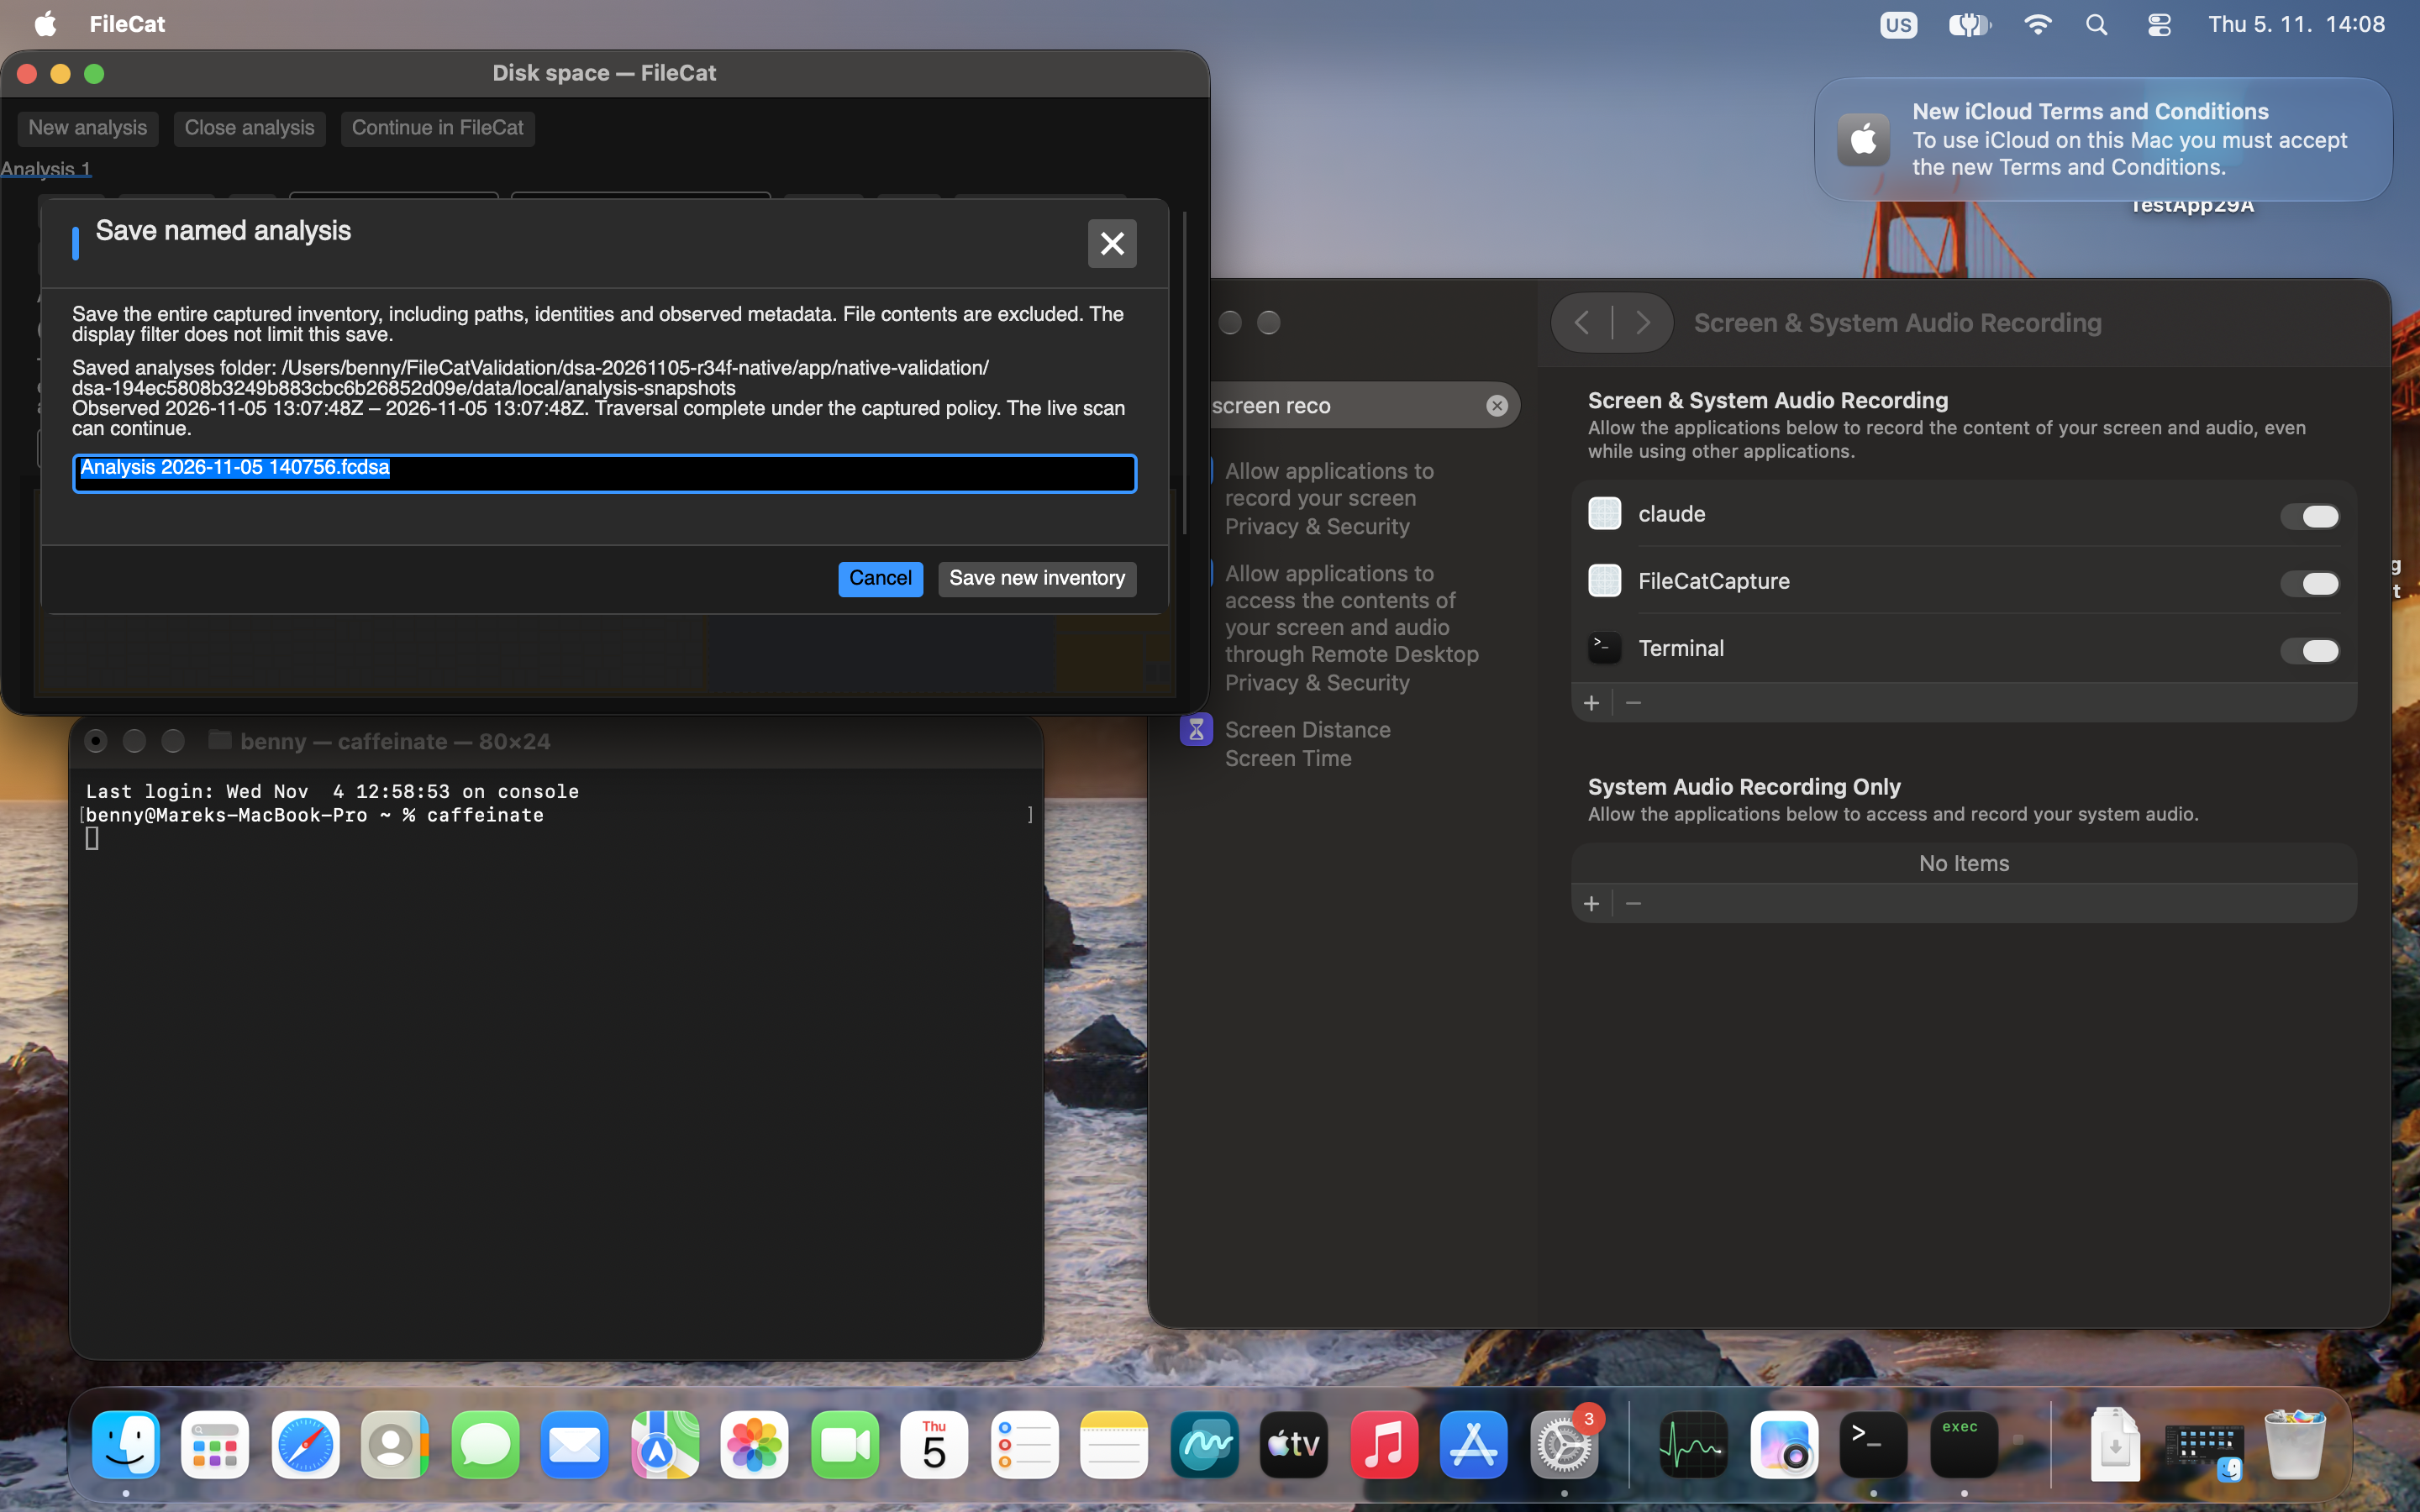 FileCat
US
Thu 5. 11. 14:08
Disk space — FileCat
New analysis
Close analysis
Continue in FileCat
Analysis 1
Save named analysis
Save the entire captured inventory, including paths, identities and observed metadata. File contents are excluded. The
display filter does not limit this save.
Saved analyses folder: /Users/benny/FileCatValidation/dsa-20261105-r34f-native/app/native-validation/
dsa-194ec5808b3249b883cbc6b26852d09e/data/local/analysis-snapshots
Observed 2026-11-05 13:07:48Z – 2026-11-05 13:07:48Z. Traversal complete under the captured policy. The live scan
can continue.
Analysis 2026-11-05 140756.fcdsa
Cancel
Save new inventory
New iCloud Terms and Conditions
To use iCloud on this Mac you must accept
the new Terms and Conditions.
TestApp29A
screen reco
Allow applications to
record your screen
Privacy & Security
Allow applications to
access the contents of
your screen and audio
through Remote Desktop
Privacy & Security
Screen Distance
Screen Time
Screen & System Audio Recording
Screen & System Audio Recording
Allow the applications below to record the content of your screen and audio, even
while using other applications.
claude
FileCatCapture
Terminal
System Audio Recording Only
Allow the applications below to access and record your system audio.
No Items
benny — caffeinate — 80×24
Last login: Wed Nov  4 12:58:53 on console
[benny@Mareks-MacBook-Pro ~ % caffeinate ]
Thu
5
tv
3
exec